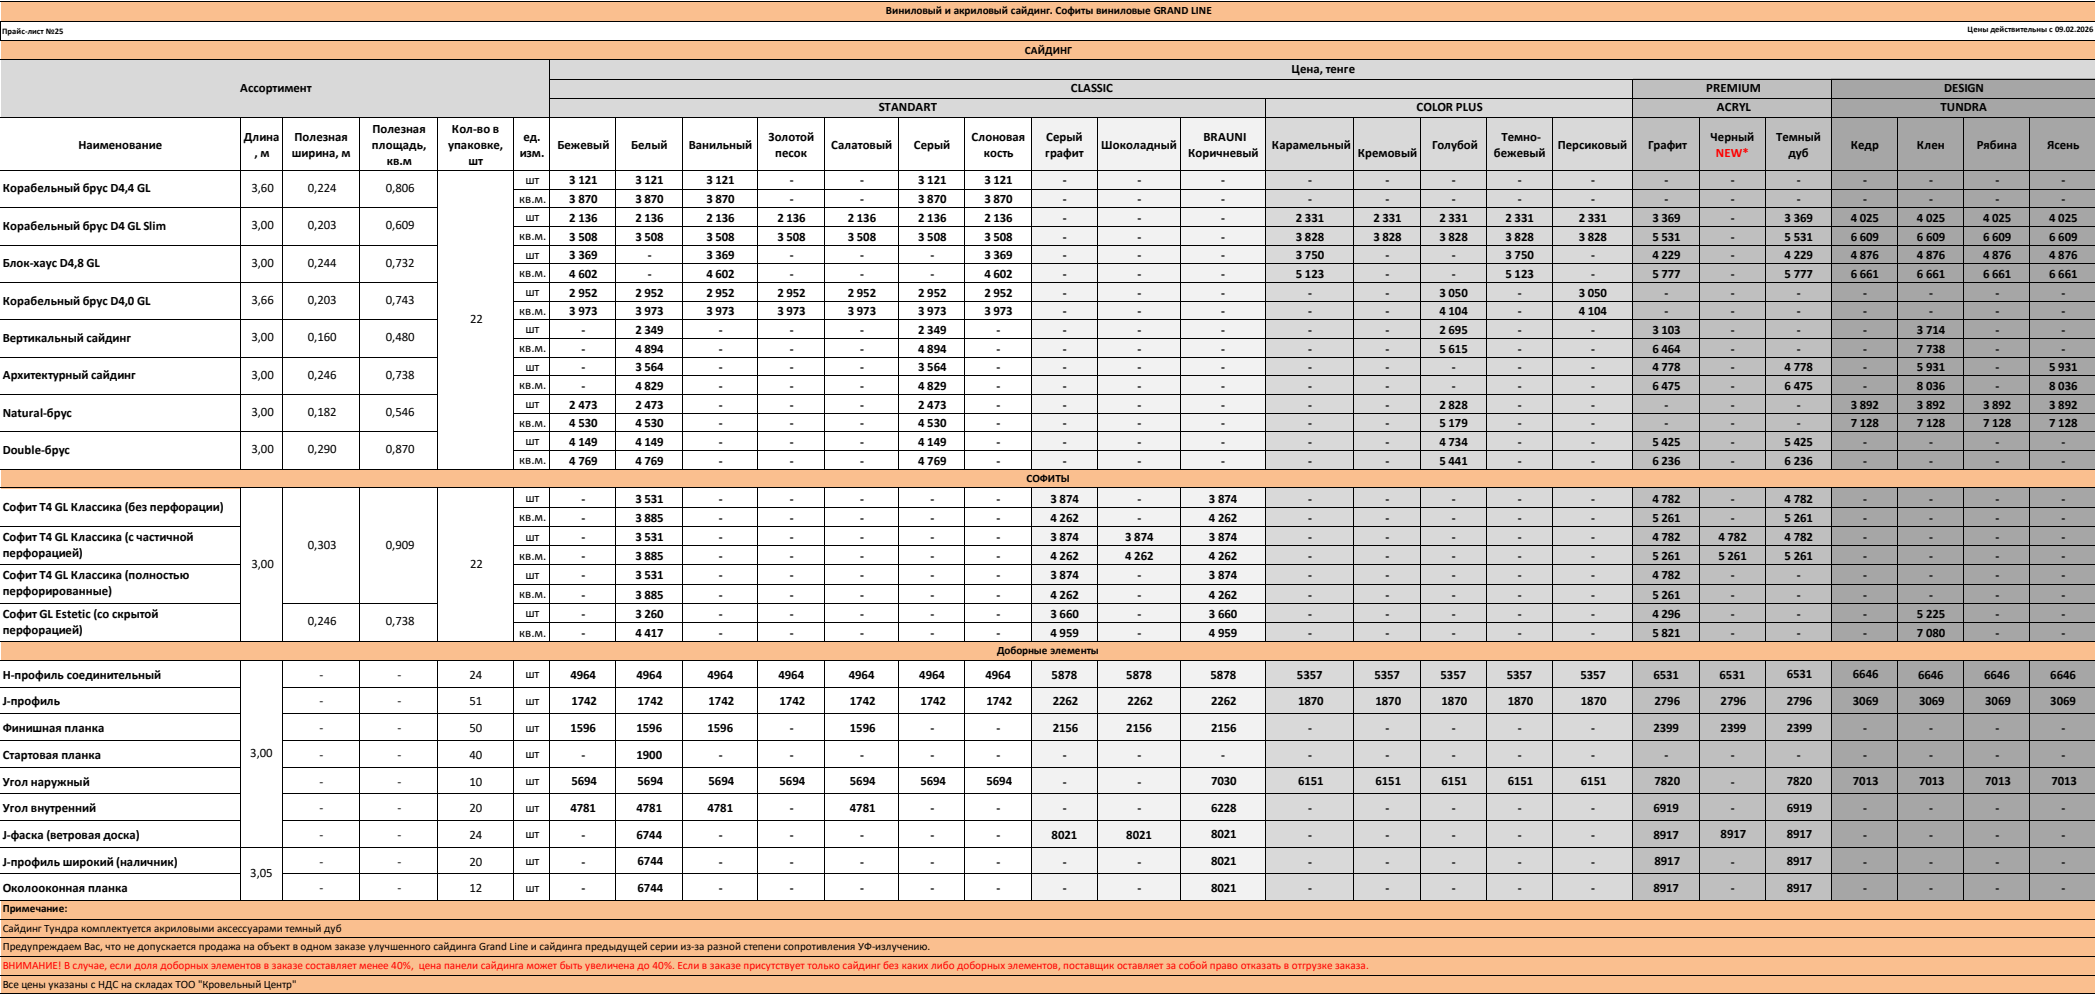 Виниловый и акриловый сайдинг. Софиты виниловые GRAND LINE
Прайс-лист №25 Цены действительны с 09.02.2026
САЙДИНГ
Ассортимент Цена, тенге
CLASSIC PREMIUM DESIGN
STANDART COLOR PLUS ACRYL TUNDRA
Наименование Длина, м Полезная ширина, м Полезная площадь, кв.м Кол-во в упаковке, шт ед. изм. Бежевый Белый Ванильный Золотой песок Салатовый Серый Слоновая кость Серый графит Шоколадный BRAUNI Коричневый Карамельный Кремовый Голубой Темно-бежевый Персиковый Графит Черный NEW* Темный дуб Кедр Клен Рябина Ясень
Корабельный брус D4,4 GL 3,60 0,224 0,806 22 шт 3 121 3 121 3 121 - - 3 121 3 121 - - - - - - - - - - - - - - -
кв.м. 3 870 3 870 3 870 - - 3 870 3 870 - - - - - - - - - - - - - - -
Корабельный брус D4 GL Slim 3,00 0,203 0,609 шт 2 136 2 136 2 136 2 136 2 136 2 136 2 136 - - - 2 331 2 331 2 331 2 331 2 331 3 369 - 3 369 4 025 4 025 4 025 4 025
кв.м. 3 508 3 508 3 508 3 508 3 508 3 508 3 508 - - - 3 828 3 828 3 828 3 828 3 828 5 531 - 5 531 6 609 6 609 6 609 6 609
Блок-хаус D4,8 GL 3,00 0,244 0,732 шт 3 369 - 3 369 - - - 3 369 - - - 3 750 - - 3 750 - 4 229 - 4 229 4 876 4 876 4 876 4 876
кв.м. 4 602 - 4 602 - - - 4 602 - - - 5 123 - - 5 123 - 5 777 - 5 777 6 661 6 661 6 661 6 661
Корабельный брус D4,0 GL 3,66 0,203 0,743 шт 2 952 2 952 2 952 2 952 2 952 2 952 2 952 - - - - - 3 050 - 3 050 - - - - - - -
кв.м. 3 973 3 973 3 973 3 973 3 973 3 973 3 973 - - - - - 4 104 - 4 104 - - - - - - -
Вертикальный сайдинг 3,00 0,160 0,480 шт - 2 349 - - - 2 349 - - - - - - 2 695 - - 3 103 - - - 3 714 - -
кв.м. - 4 894 - - - 4 894 - - - - - - 5 615 - - 6 464 - - - 7 738 - -
Архитектурный сайдинг 3,00 0,246 0,738 шт - 3 564 - - - 3 564 - - - - - - - - - 4 778 - 4 778 - 5 931 - 5 931
кв.м. - 4 829 - - - 4 829 - - - - - - - - - 6 475 - 6 475 - 8 036 - 8 036
Natural-брус 3,00 0,182 0,546 шт 2 473 2 473 - - - 2 473 - - - - - - 2 828 - - - - - 3 892 3 892 3 892 3 892
кв.м. 4 530 4 530 - - - 4 530 - - - - - - 5 179 - - - - - 7 128 7 128 7 128 7 128
Double-брус 3,00 0,290 0,870 шт 4 149 4 149 - - - 4 149 - - - - - - 4 734 - - 5 425 - 5 425 - - - -
кв.м. 4 769 4 769 - - - 4 769 - - - - - - 5 441 - - 6 236 - 6 236 - - - -
СОФИТЫ
Софит T4 GL Классика (без перфорации) 3,00 0,303 0,909 22 шт - 3 531 - - - - - 3 874 - 3 874 - - - - - 4 782 - 4 782 - - - -
кв.м. - 3 885 - - - - - 4 262 - 4 262 - - - - - 5 261 - 5 261 - - - -
Софит T4 GL Классика (с частичной перфорацией) шт - 3 531 - - - - - 3 874 3 874 3 874 - - - - - 4 782 4 782 4 782 - - - -
кв.м. - 3 885 - - - - - 4 262 4 262 4 262 - - - - - 5 261 5 261 5 261 - - - -
Софит T4 GL Классика (полностью перфорированные) шт - 3 531 - - - - - 3 874 - 3 874 - - - - - 4 782 - - - - - -
кв.м. - 3 885 - - - - - 4 262 - 4 262 - - - - - 5 261 - - - - - -
Софит GL Estetic (со скрытой перфорацией) 0,246 0,738 шт - 3 260 - - - - - 3 660 - 3 660 - - - - - 4 296 - - - 5 225 - -
кв.м. - 4 417 - - - - - 4 959 - 4 959 - - - - - 5 821 - - - 7 080 - -
Доборные элементы
H-профиль соединительный 3,00 - - 24 шт 4964 4964 4964 4964 4964 4964 4964 5878 5878 5878 5357 5357 5357 5357 5357 6531 6531 6531 6646 6646 6646 6646
J-профиль - - 51 шт 1742 1742 1742 1742 1742 1742 1742 2262 2262 2262 1870 1870 1870 1870 1870 2796 2796 2796 3069 3069 3069 3069
Финишная планка - - 50 шт 1596 1596 1596 - 1596 - - 2156 2156 2156 - - - - - 2399 2399 2399 - - - -
Стартовая планка - - 40 шт - 1900 - - - - - - - - - - - - - - - - - - - -
Угол наружный - - 10 шт 5694 5694 5694 5694 5694 5694 5694 - - 7030 6151 6151 6151 6151 6151 7820 - 7820 7013 7013 7013 7013
Угол внутренний - - 20 шт 4781 4781 4781 - 4781 - - - - 6228 - - - - - 6919 - 6919 - - - -
J-фаска (ветровая доска) - - 24 шт - 6744 - - - - - 8021 8021 8021 - - - - - 8917 8917 8917 - - - -
J-профиль широкий (наличник) 3,05 - - 20 шт - 6744 - - - - - - - 8021 - - - - - 8917 - 8917 - - - -
Околооконная планка - - 12 шт - 6744 - - - - - - - 8021 - - - - - 8917 - 8917 - - - -
Примечание:
Сайдинг Тундра комплектуется акриловыми аксессуарами темный дуб
Предупреждаем Вас, что не допускается продажа на объект в одном заказе улучшенного сайдинга Grand Line и сайдинга предыдущей серии из-за разной степени сопротивления УФ-излучению.
ВНИМАНИЕ! В случае, если доля доборных элементов в заказе составляет менее 40%, цена панели сайдинга может быть увеличена до 40%. Если в заказе присутствует только сайдинг без каких либо доборных элементов, поставщик оставляет за собой право отказать в отгрузке заказа.
Все цены указаны с НДС на складах ТОО "Кровельный Центр"